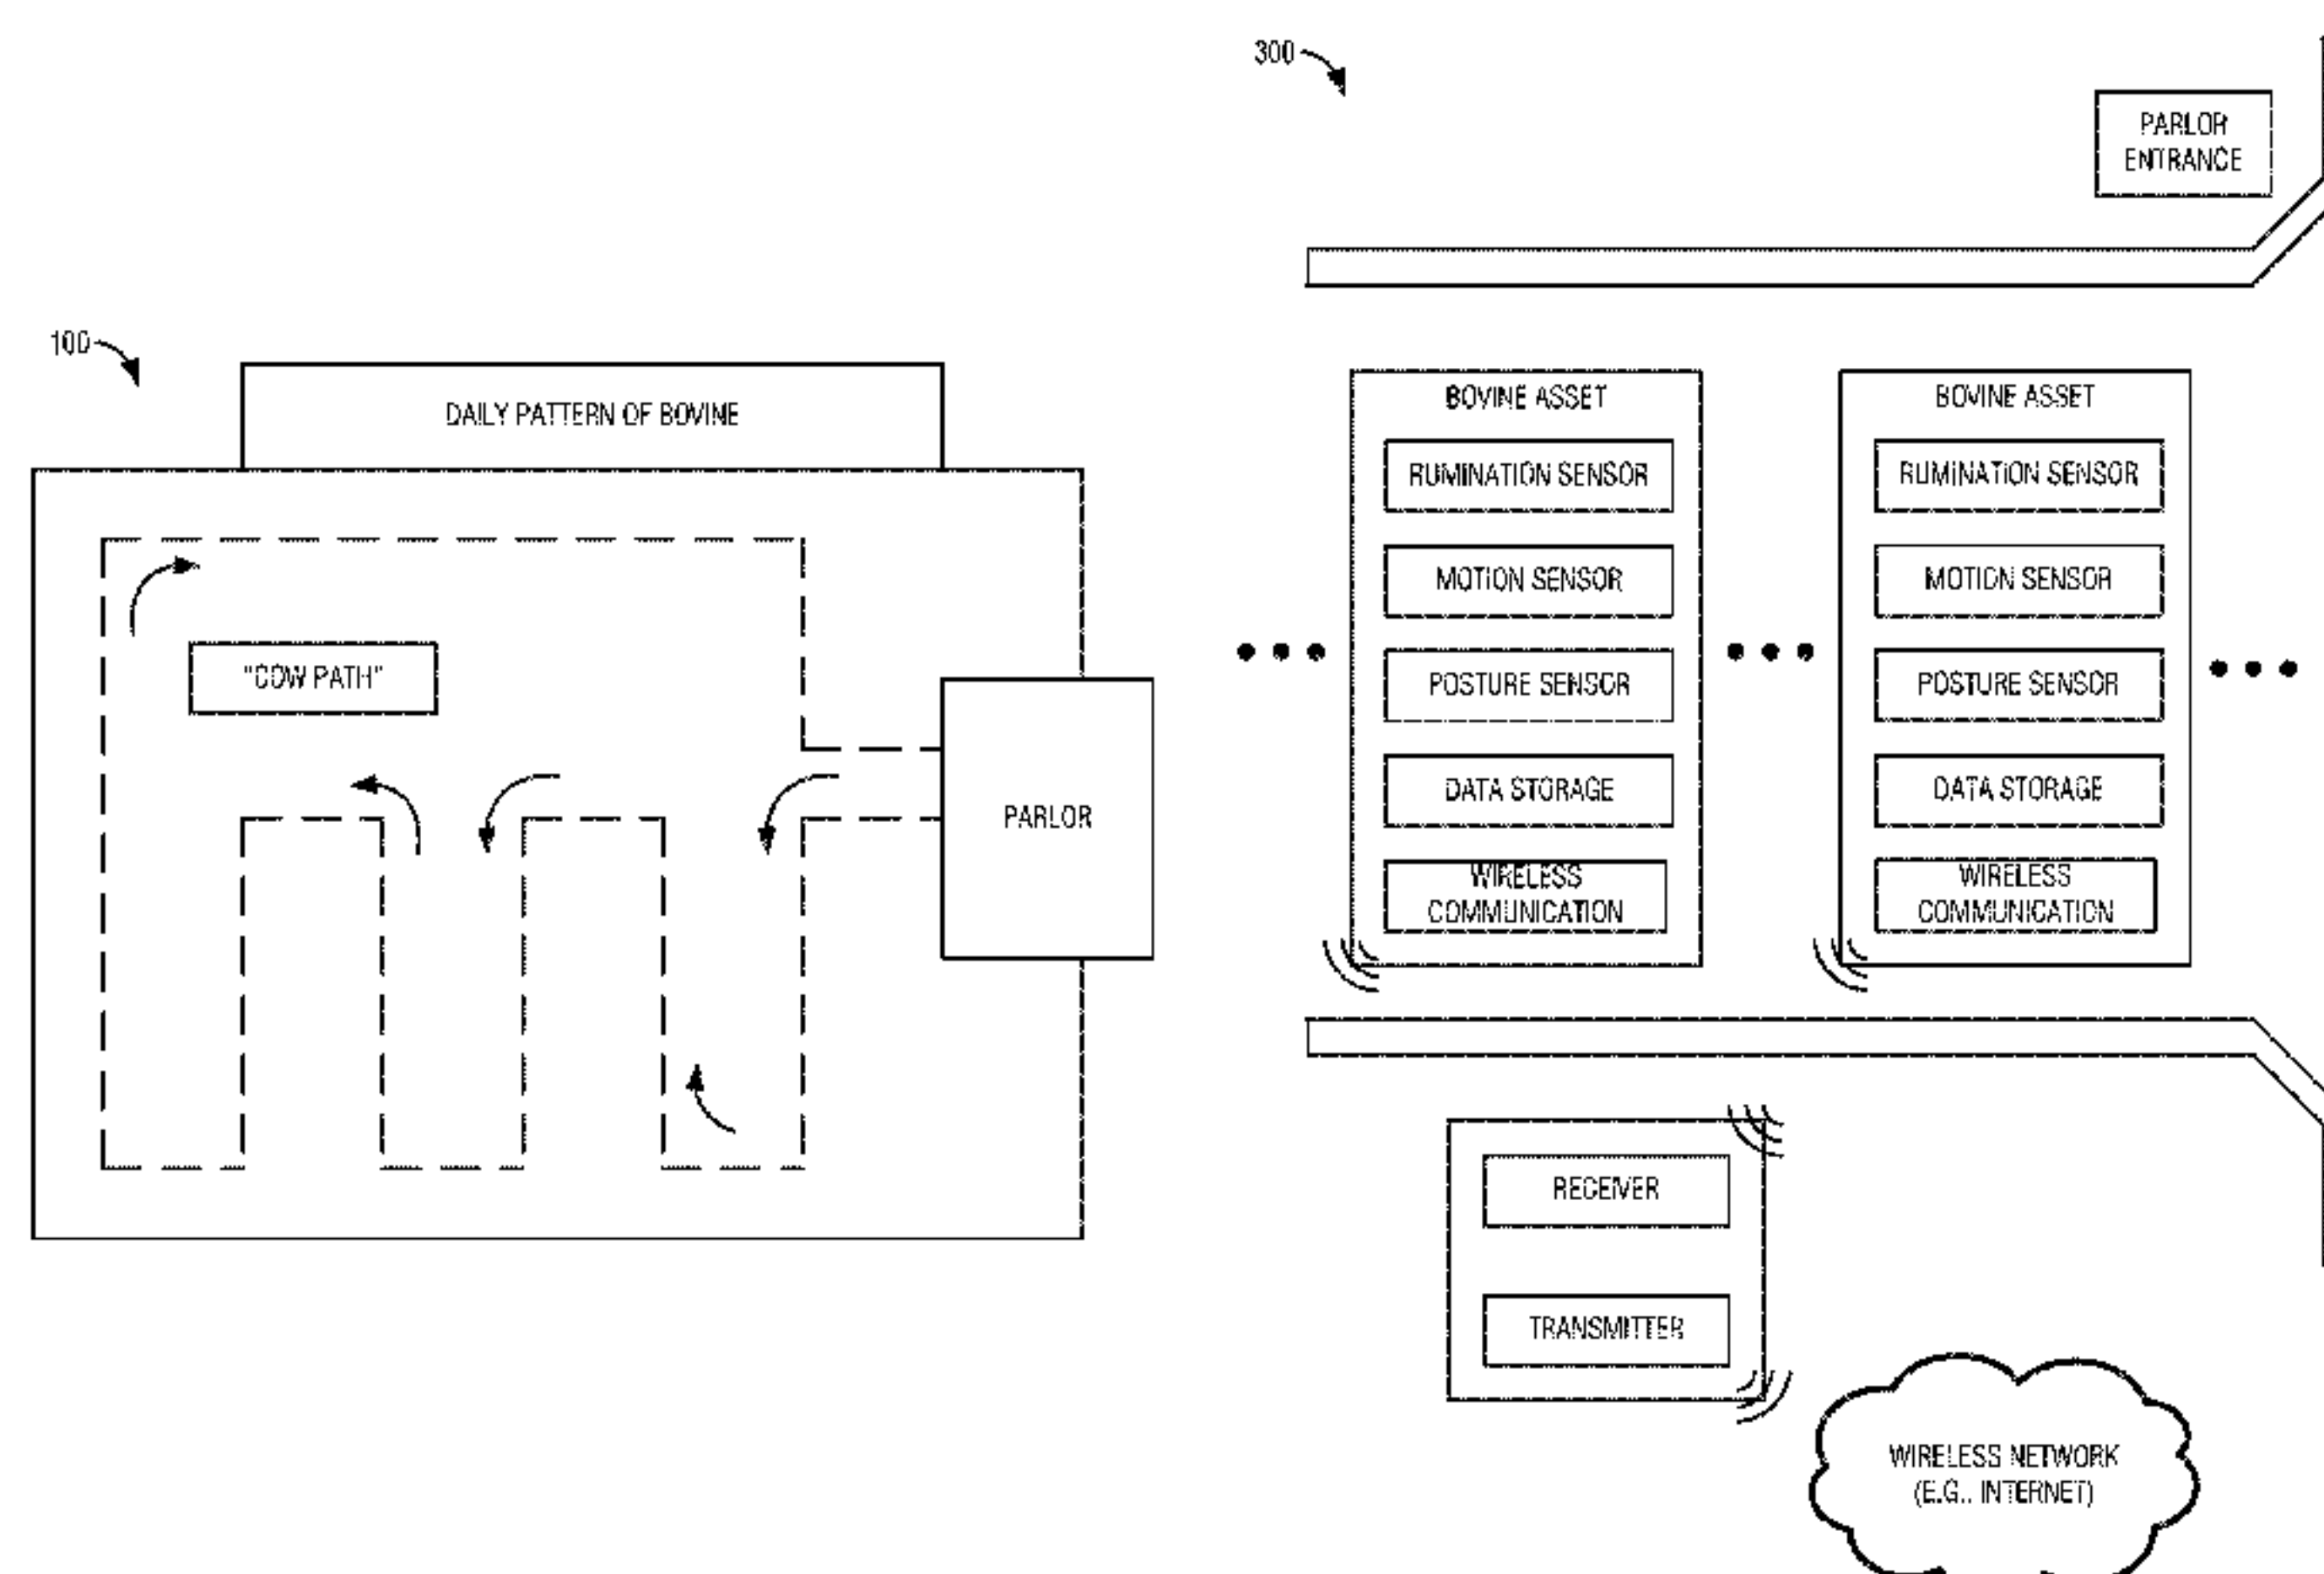 100
DAILY PATTERN OF BOVINE
"COW PATH"
PARLOR
300
PARLOR
ENTRANCE
BOVINE ASSET
RUMINATION SENSOR
MOTION SENSOR
POSTURE SENSOR
DATA STORAGE
WIRELESS
COMMUNICATION
BOVINE ASSET
RUMINATION SENSOR
MOTION SENSOR
POSTURE SENSOR
DATA STORAGE
WIRELESS
COMMUNICATION
RECEIVER
TRANSMITTER
WIRELESS NETWORK
(E.G., INTERNET)